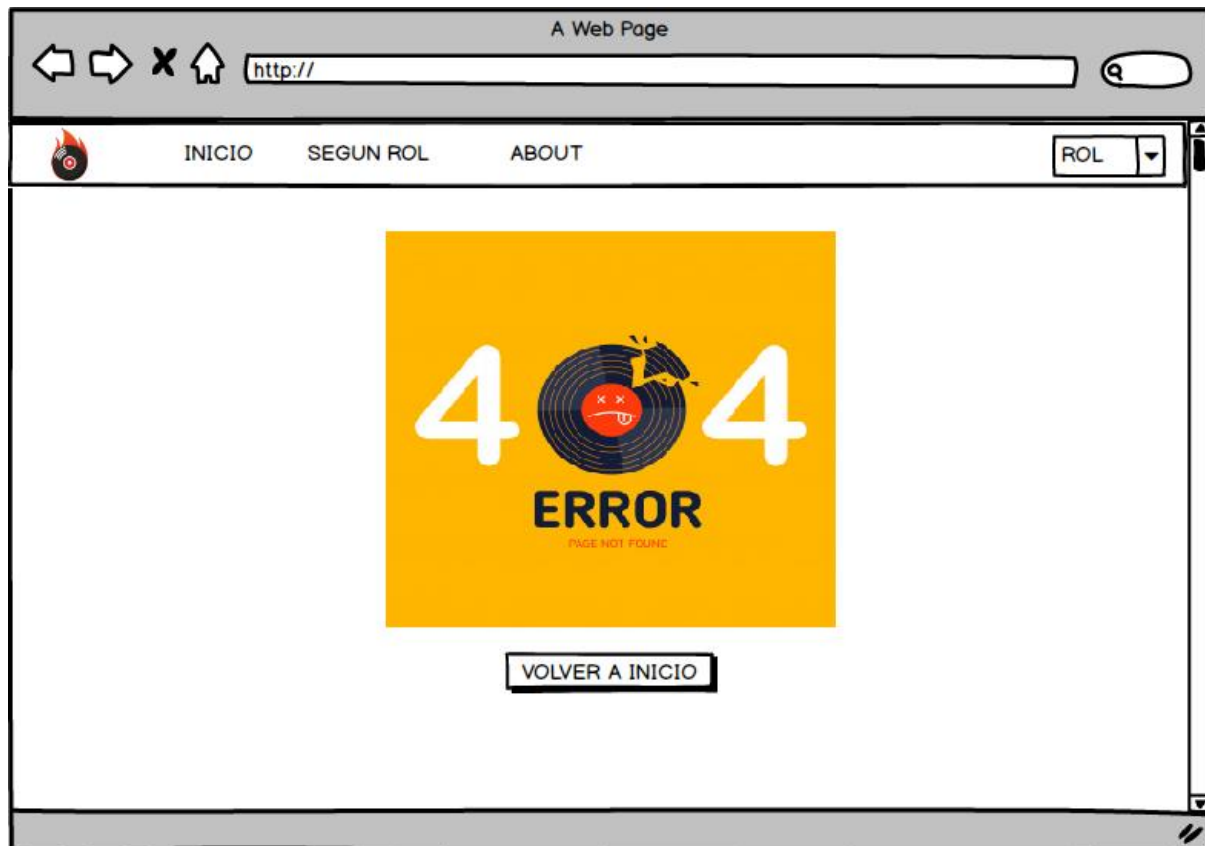 A Web Page
http://
INICIO SEGUN ROL ABOUT ROL
4 4
ERROR
PAGE NOT FOUND
VOLVER A INICIO